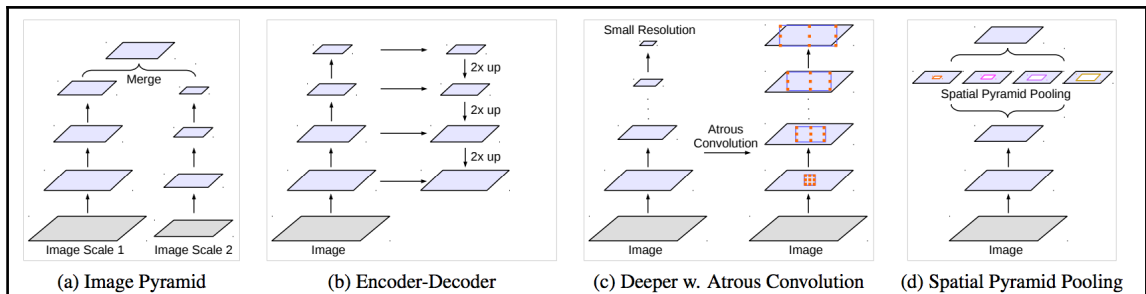 Merge
Image Scale 1
Image Scale 2
(a) Image Pyramid
2x up
2x up
2x up
Image
(b) Encoder-Decoder
Small Resolution
Atrous
Convolution
Image
Image
(c) Deeper w. Atrous Convolution
Spatial Pyramid Pooling
Image
(d) Spatial Pyramid Pooling